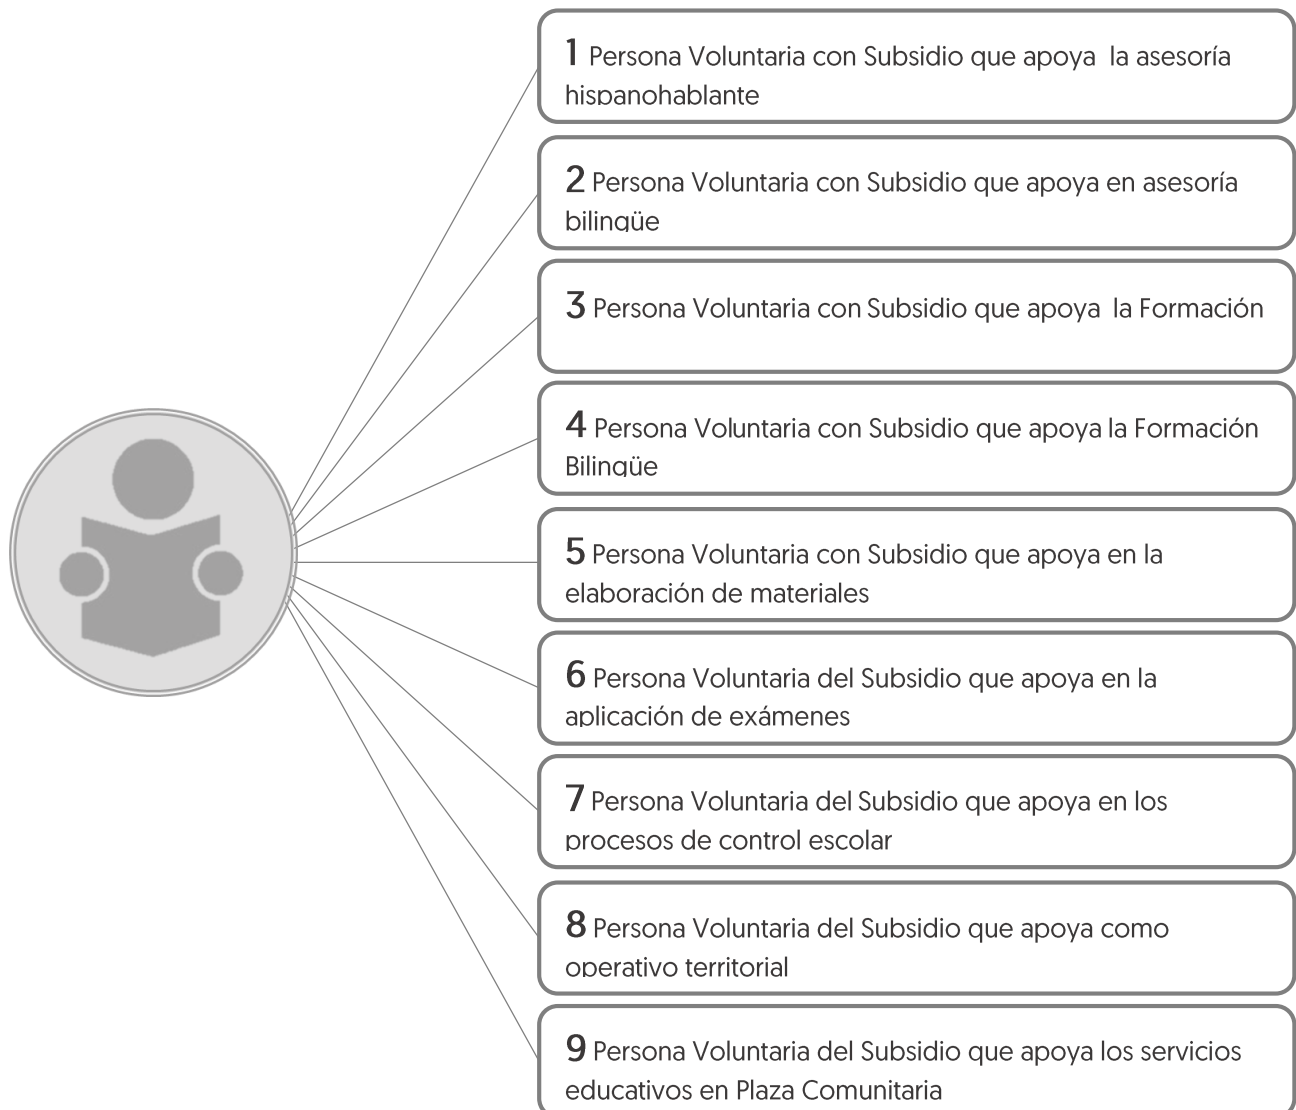 1 Persona Voluntaria con Subsidio que apoya la asesoría
hispanohablante
2 Persona Voluntaria con Subsidio que apoya en asesoría
bilingüe
3 Persona Voluntaria con Subsidio que apoya la Formación
4 Persona Voluntaria con Subsidio que apoya la Formación
Bilingüe
5 Persona Voluntaria con Subsidio que apoya en la
elaboración de materiales
6 Persona Voluntaria del Subsidio que apoya en la
aplicación de exámenes
7 Persona Voluntaria del Subsidio que apoya en los
procesos de control escolar
8 Persona Voluntaria del Subsidio que apoya como
operativo territorial
9 Persona Voluntaria del Subsidio que apoya los servicios
educativos en Plaza Comunitaria